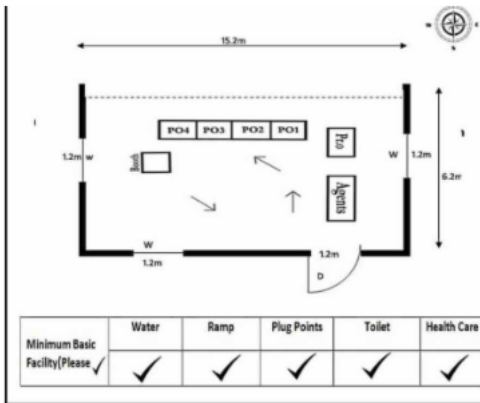 15.2m
N
W
E
S
PO4 PO3 PO2 PO1
Pro
1.2m w
W 1.2m
6.2m
Booth
Agents
W
1.2m
1.2m
D
Minimum Basic Facility(Please ✓
Water Ramp Plug Points Toilet Health Care
✓ ✓ ✓ ✓ ✓